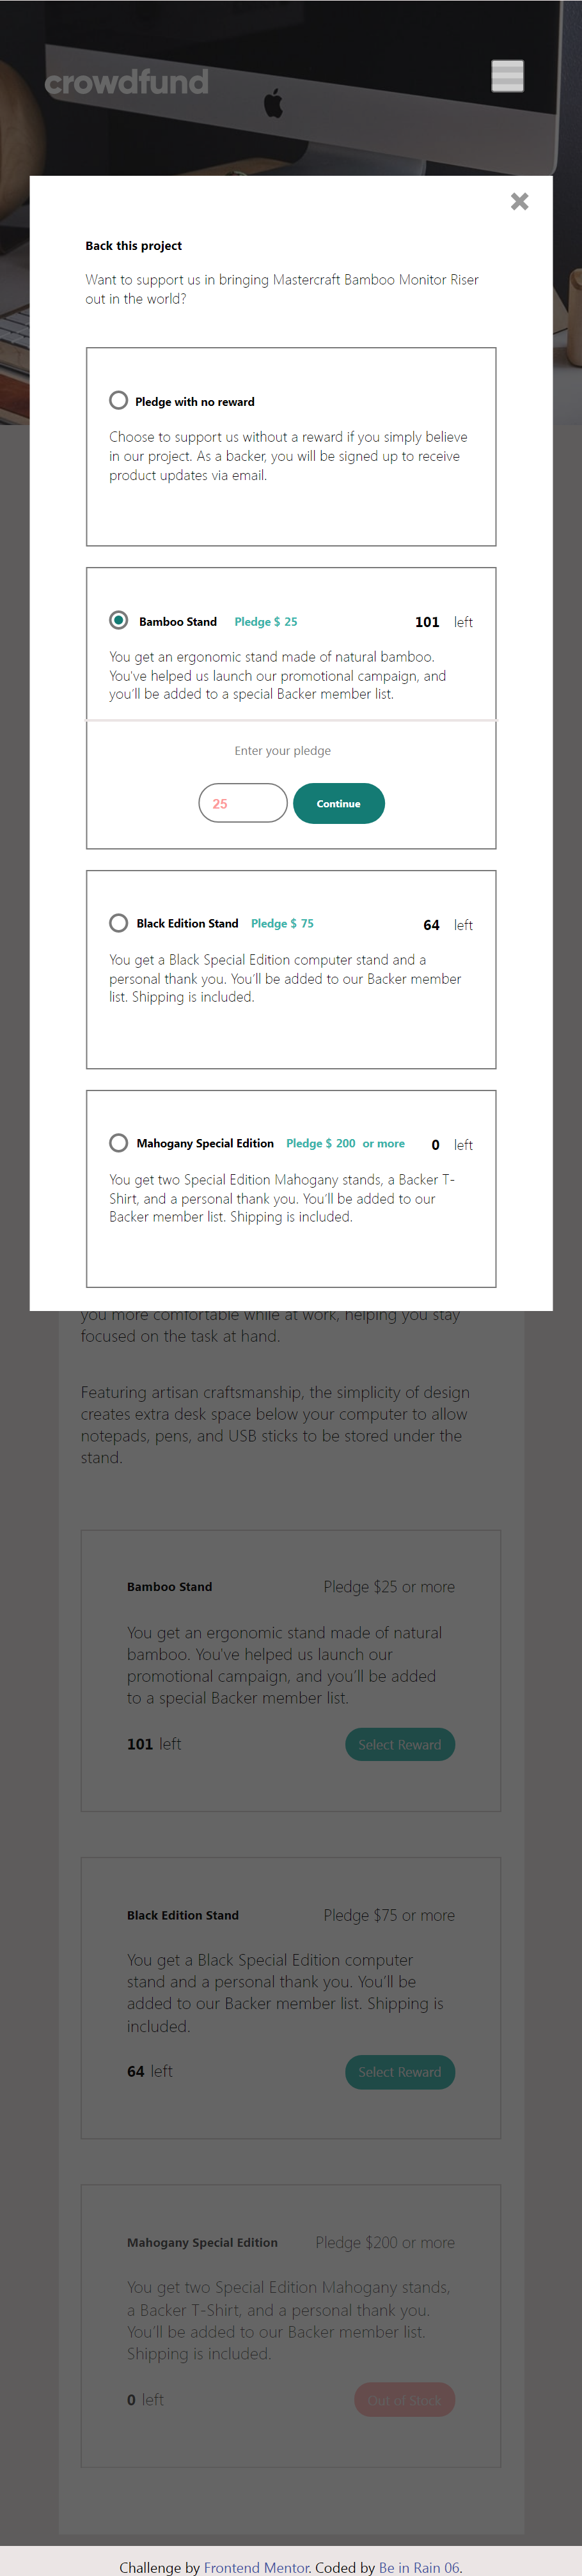 crowdfund
Back this project
Want to support us in bringing Mastercraft Bamboo Monitor Riser
out in the world?
Pledge with no reward
Choose to support us without a reward if you simply believe
in our project. As a backer, you will be signed up to receive
product updates via email.
Bamboo Stand Pledge $ 25 101 left
You get an ergonomic stand made of natural bamboo.
You've helped us launch our promotional campaign, and
you'll be added to a special Backer member list.
Enter your pledge
25 Continue
Black Edition Stand Pledge $ 75 64 left
You get a Black Special Edition computer stand and a
personal thank you. You'll be added to our Backer member
list. Shipping is included.
Mahogany Special Edition Pledge $ 200 or more 0 left
You get two Special Edition Mahogany stands, a Backer T-
Shirt, and a personal thank you. You'll be added to our
Backer member list. Shipping is included.
you more comfortable while at work, helping you stay
focused on the task at hand.
Featuring artisan craftsmanship, the simplicity of design
creates extra desk space below your computer to allow
notepads, pens, and USB sticks to be stored under the
stand.
Bamboo Stand Pledge $25 or more
You get an ergonomic stand made of natural
bamboo. You've helped us launch our
promotional campaign, and you'll be added
to a special Backer member list.
101 left Select Reward
Black Edition Stand Pledge $75 or more
You get a Black Special Edition computer
stand and a personal thank you. You'll be
added to our Backer member list. Shipping is
included.
64 left Select Reward
Mahogany Special Edition Pledge $200 or more
You get two Special Edition Mahogany stands,
a Backer T-Shirt, and a personal thank you.
You'll be added to our Backer member list.
Shipping is included.
0 left Out of Stock
Challenge by Frontend Mentor. Coded by Be in Rain 06.